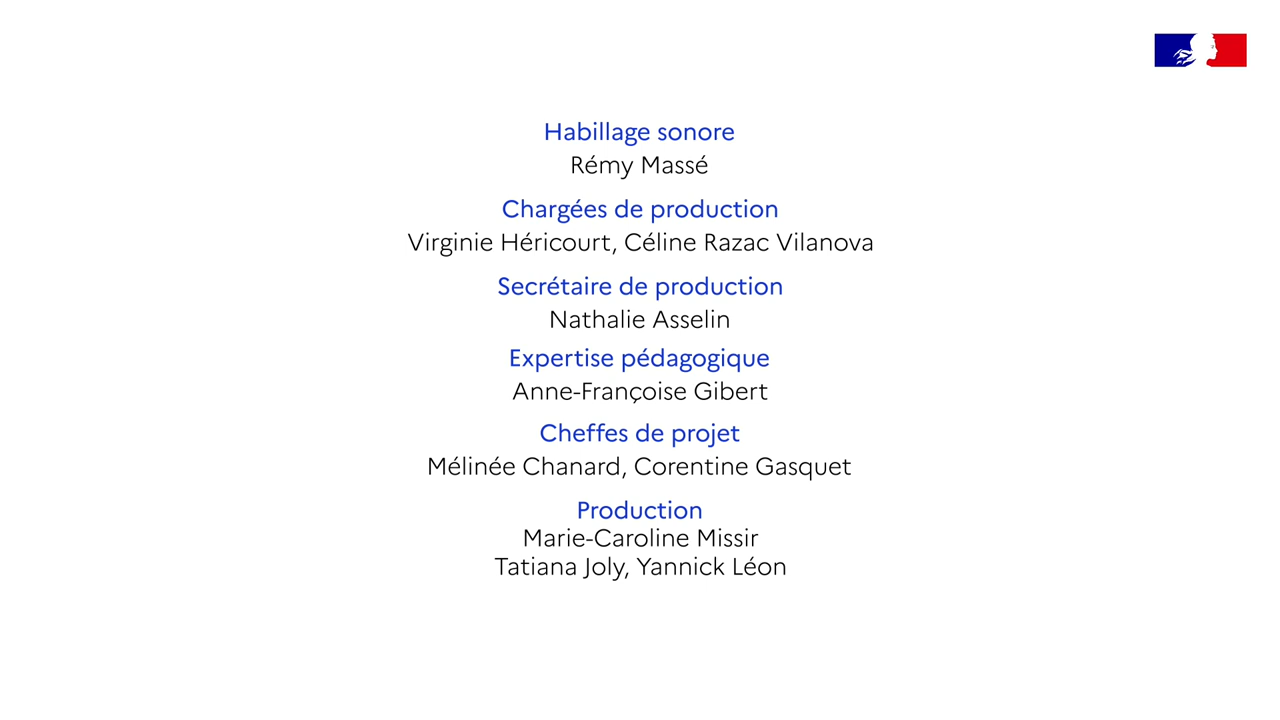 Habillage sonore
Rémy Massé
Chargées de production
Virginie Héricourt, Céline Razac Vilanova
Secrétaire de production
Nathalie Asselin
Expertise pédagogique
Anne-Françoise Gibert
Cheffes de projet
Mélinée Chanard, Corentine Gasquet
Production
Marie-Caroline Missir
Tatiana Joly, Yannick Léon